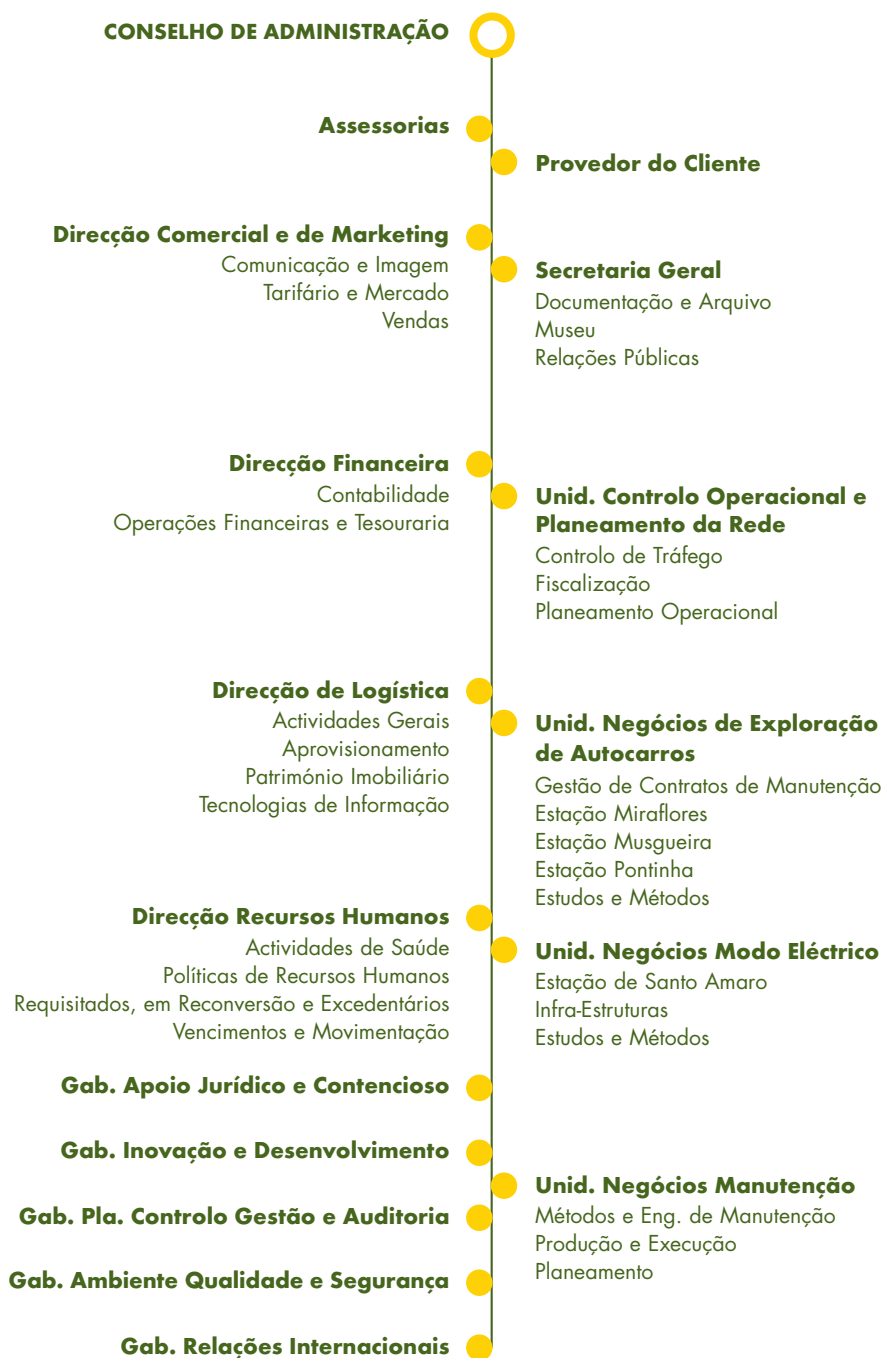 CONSELHO DE ADMINISTRAÇÃO
Assessorias
Provedor do Cliente
Direcção Comercial e de Marketing
Comunicação e Imagem
Tarifário e Mercado
Vendas
Secretaria Geral
Documentação e Arquivo
Museu
Relações Públicas
Direcção Financeira
Contabilidade
Operações Financeiras e Tesouraria
Unid. Controlo Operacional e
Planeamento da Rede
Controlo de Tráfego
Fiscalização
Planeamento Operacional
Direcção de Logística
Actividades Gerais
Aprovisionamento
Património Imobiliário
Tecnologias de Informação
Unid. Negócios de Exploração
de Autocarros
Gestão de Contratos de Manutenção
Estação Miraflores
Estação Musgueira
Estação Pontinha
Estudos e Métodos
Direcção Recursos Humanos
Actividades de Saúde
Políticas de Recursos Humanos
Requisitados, em Reconversão e Excedentários
Vencimentos e Movimentação
Unid. Negócios Modo Eléctrico
Estação de Santo Amaro
Infra-Estruturas
Estudos e Métodos
Gab. Apoio Jurídico e Contencioso
Gab. Inovação e Desenvolvimento
Unid. Negócios Manutenção
Métodos e Eng. de Manutenção
Produção e Execução
Planeamento
Gab. Pla. Controlo Gestão e Auditoria
Gab. Ambiente Qualidade e Segurança
Gab. Relações Internacionais